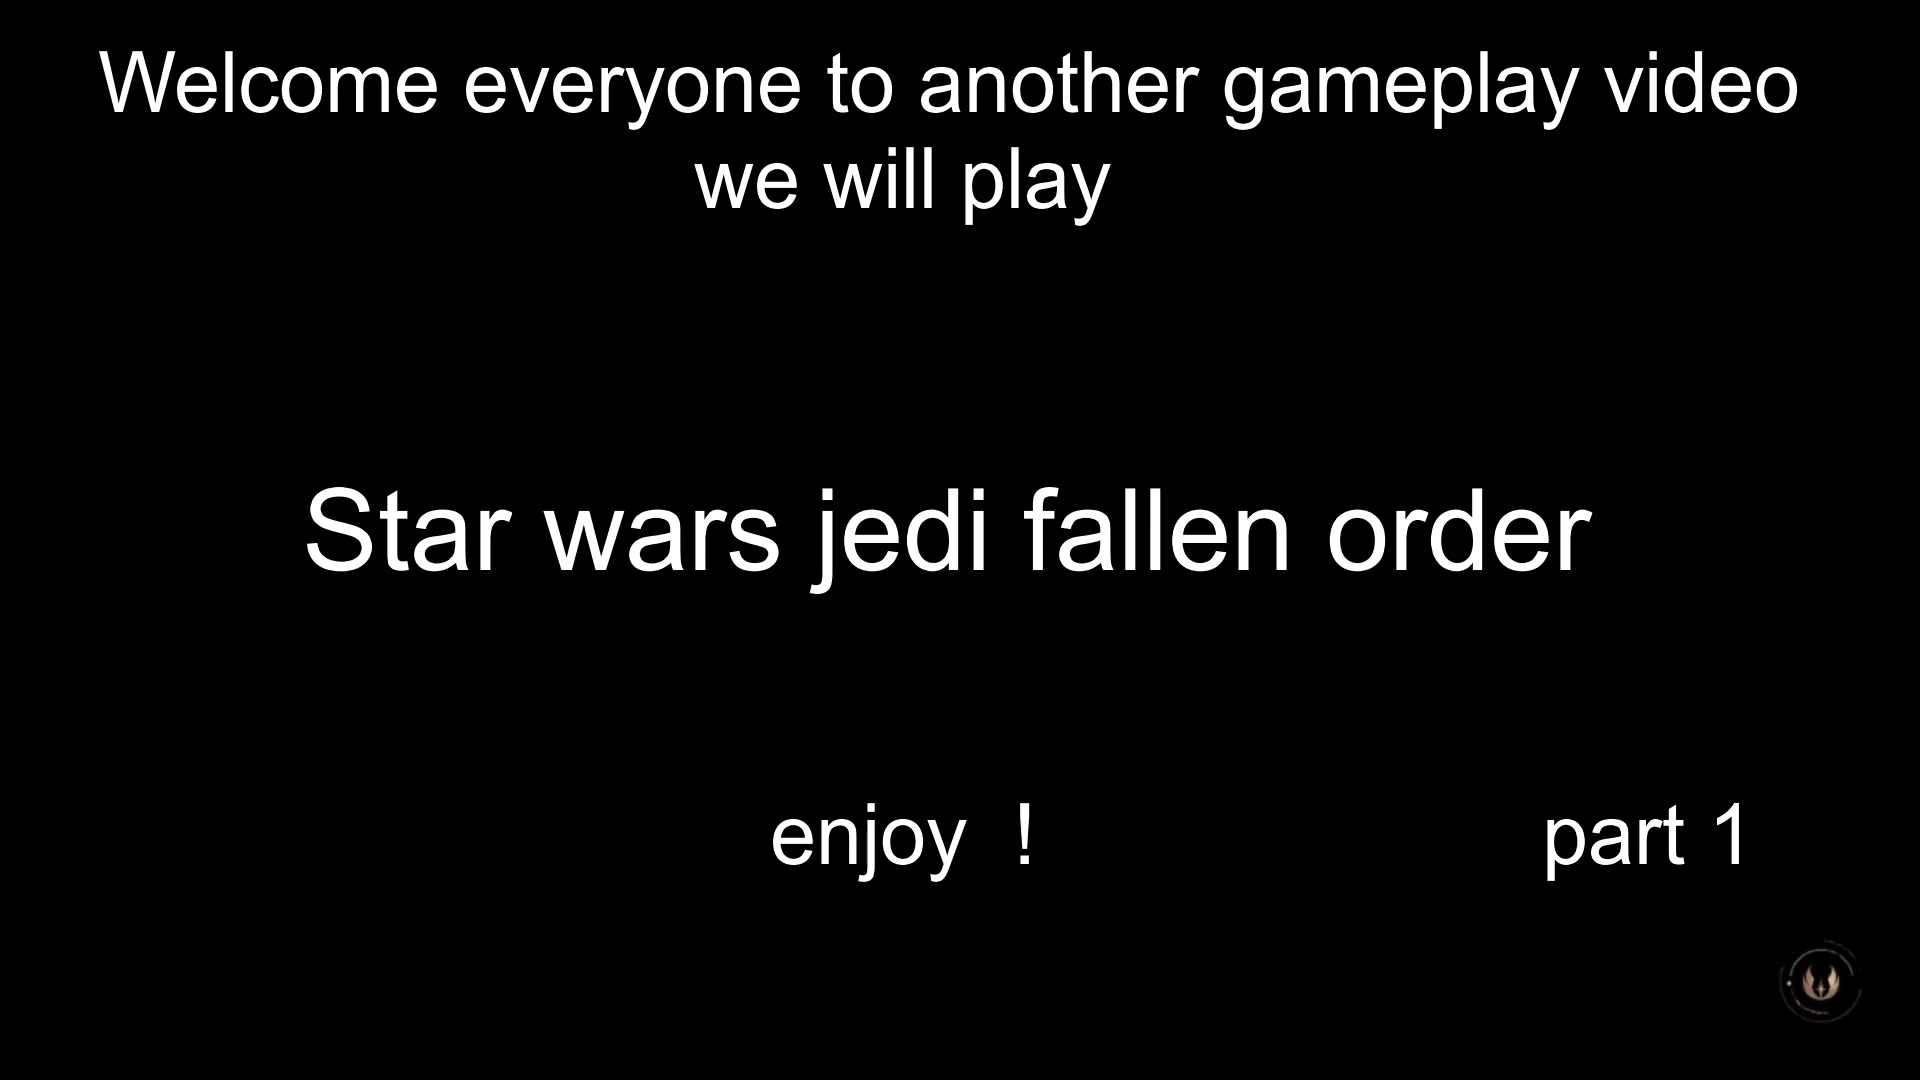 Welcome everyone to another gameplay video
we will play
Star wars jedi fallen order
enjoy  !
part 1